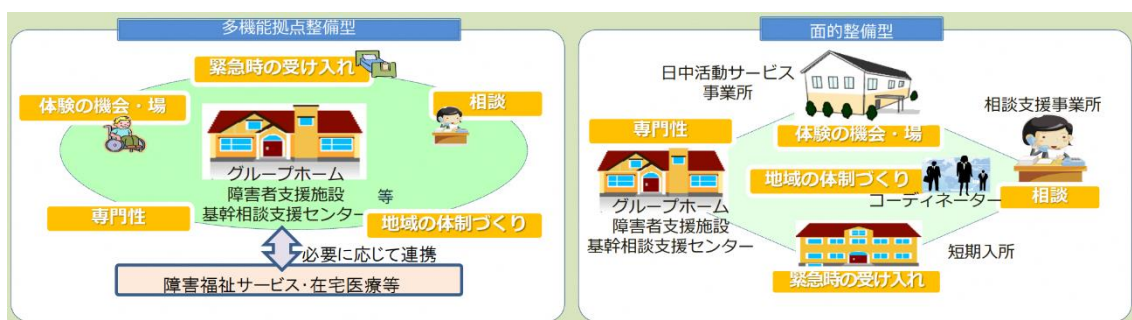 多機能拠点整備型
緊急時の受け入れ
体験の機会・場
相談
グループホーム
障害者支援施設 等
基幹相談支援センター
専門性
地域の体制づくり
必要に応じて連携
障害福祉サービス・在宅医療等
面的整備型
日中活動サービス
事業所
体験の機会・場
相談支援事業所
相談
専門性
グループホーム
障害者支援施設
基幹相談支援センター
地域の体制づくり
コーディネーター
短期入所
緊急時の受け入れ